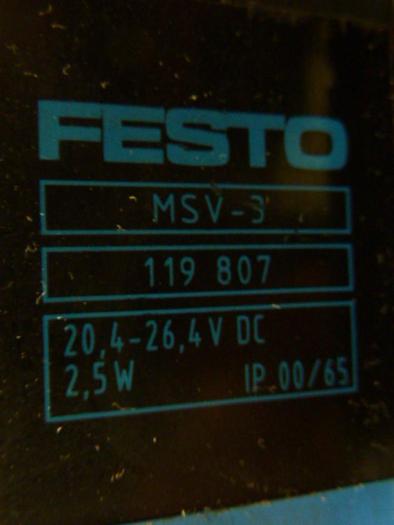 FESTO
MSV-3
119 807
20,4-26,4V DC
2,5W IP 00/65